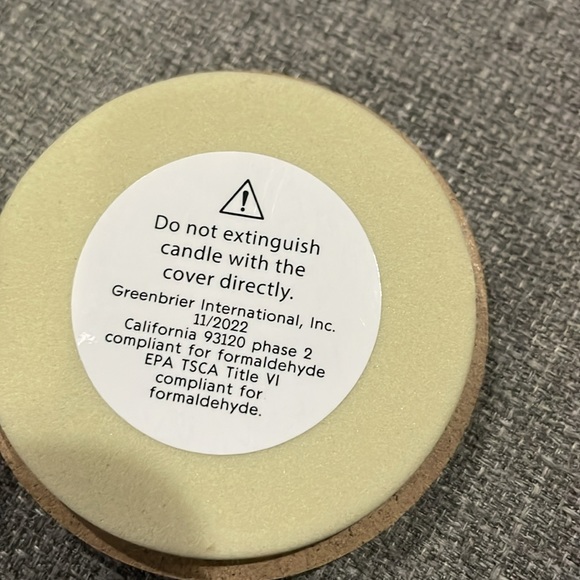 Do not extinguish
candle with the
cover directly.
Greenbrier International, Inc.
11/2022
California 93120 phase 2
compliant for formaldehyde
EPA TSCA Title VI
compliant for
formaldehyde.